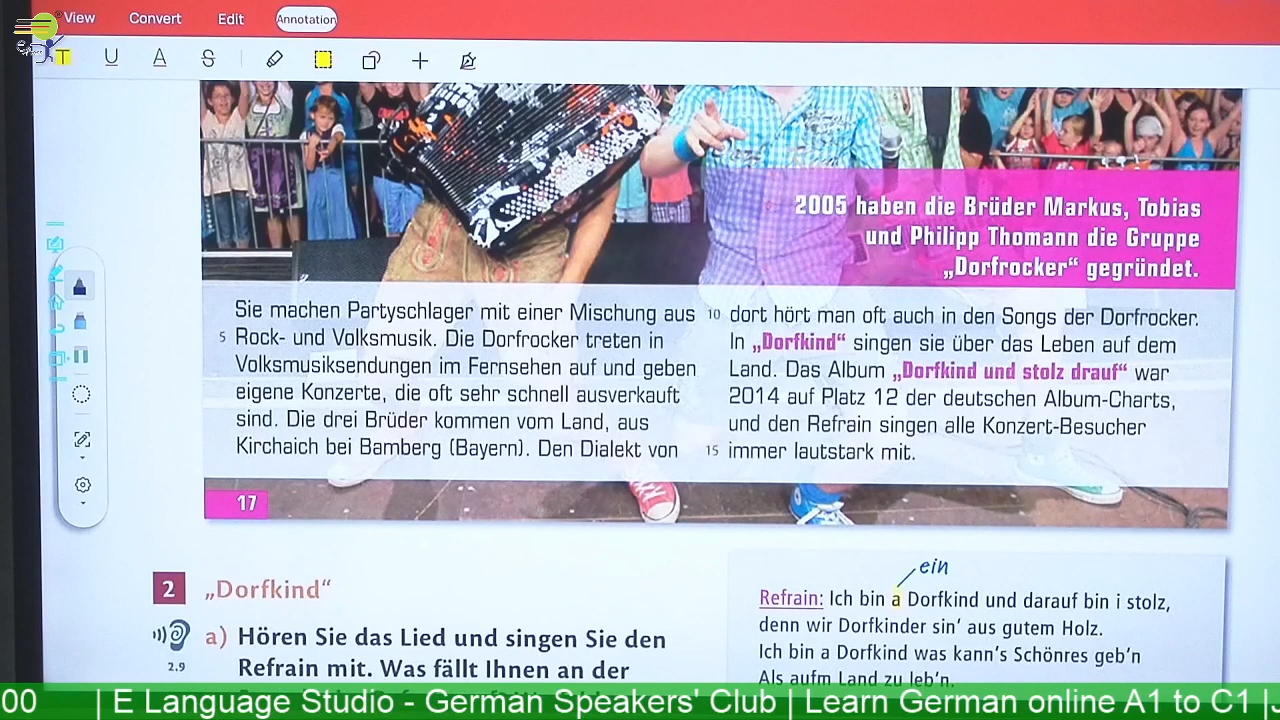 View Convert Edit Annotation
T U A S
2005 haben die Brüder Markus, Tobias
und Philipp Thomann die Gruppe
„Dorfrocker“ gegründet.
Sie machen Partyschlager mit einer Mischung aus
5 Rock- und Volksmusik. Die Dorfrocker treten in
Volksmusiksendungen im Fernsehen auf und geben
eigene Konzerte, die oft sehr schnell ausverkauft
sind. Die drei Brüder kommen vom Land, aus
Kirchaich bei Bamberg (Bayern). Den Dialekt von
10 dort hört man oft auch in den Songs der Dorfrocker.
In „Dorfkind“ singen sie über das Leben auf dem
Land. Das Album „Dorfkind und stolz drauf“ war
2014 auf Platz 12 der deutschen Album-Charts,
und den Refrain singen alle Konzert-Besucher
15 immer lautstark mit.
17
2 „Dorfkind“
a) Hören Sie das Lied und singen Sie den
2.9
Refrain mit. Was fällt Ihnen an der
ein
Refrain: Ich bin a Dorfkind und darauf bin i stolz,
denn wir Dorfkinder sin’ aus gutem Holz.
Ich bin a Dorfkind was kann’s Schönres geb’n
Als aufm Land zu leb’n.
00 | E Language Studio - German Speakers' Club | Learn German online A1 to C1 |J